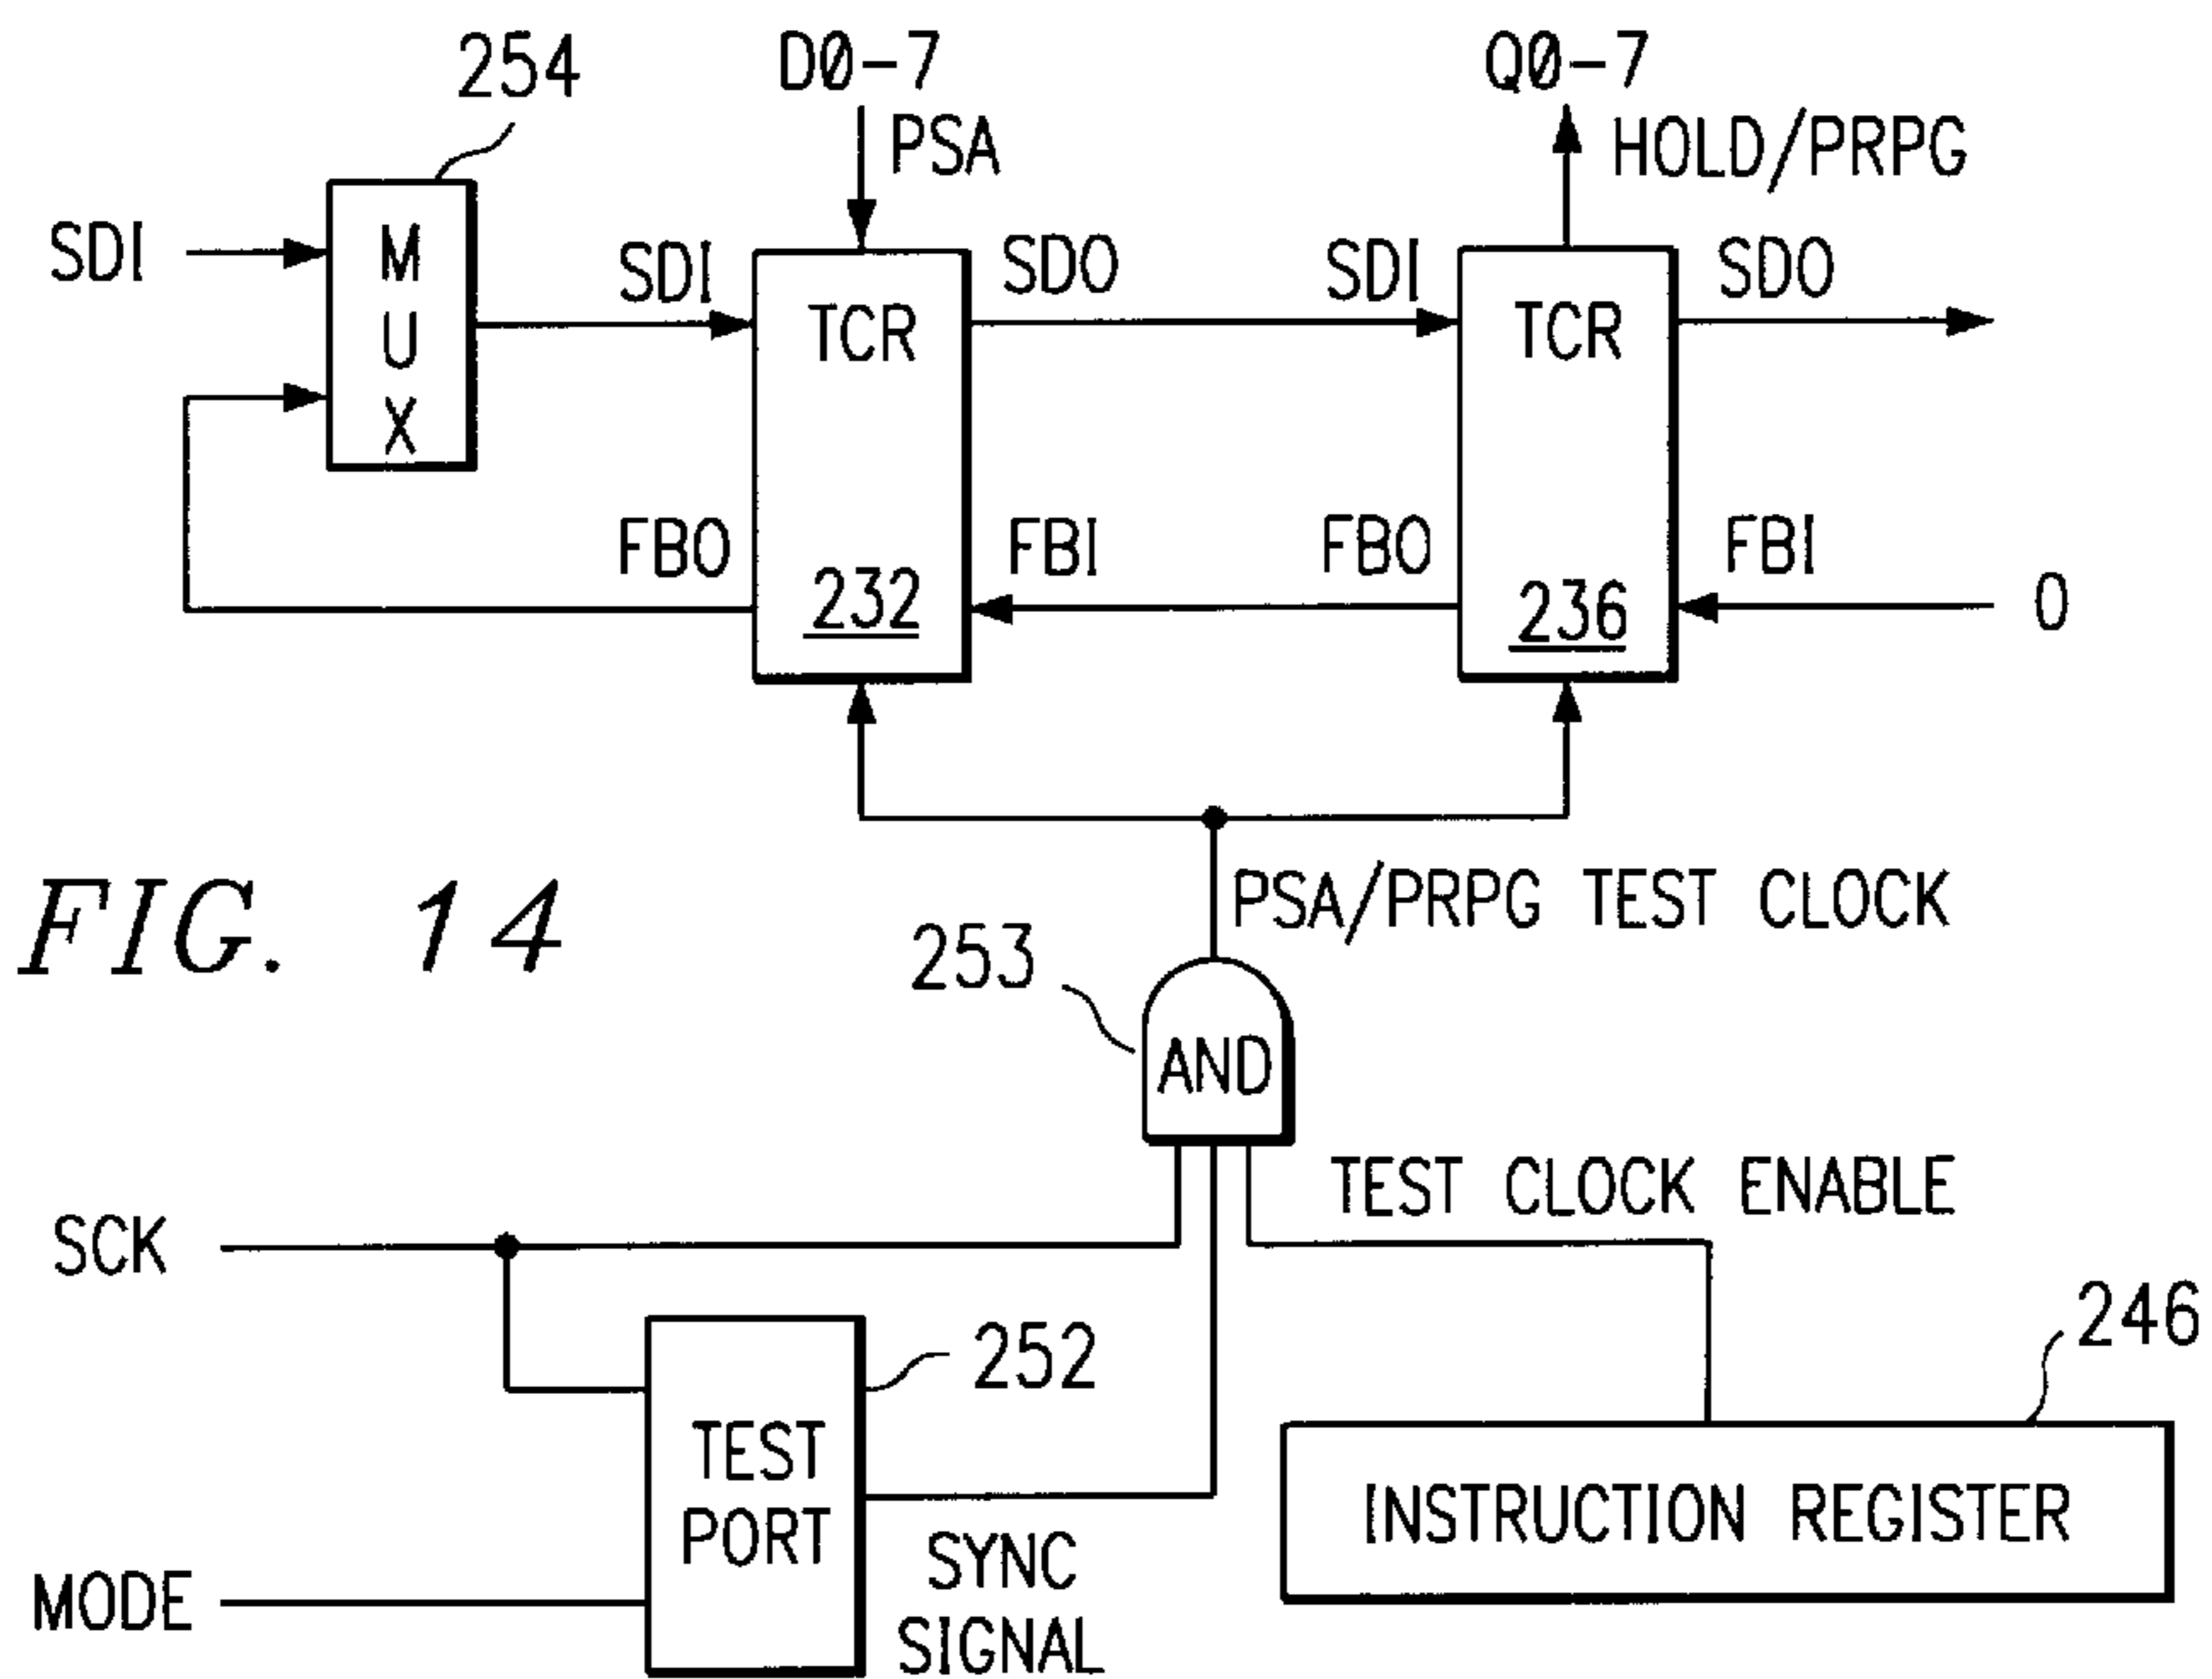 254
D0-7
Q0-7
PSA
HOLD/PRPG
SDI
MUX
SDI
TCR
SDO
SDI
TCR
SDO
FBO
232
FBI
FBO
236
FBI
0
PSA/PRPG TEST CLOCK
FIG. 14
253
AND
TEST CLOCK ENABLE
SCK
246
252
TEST
PORT
INSTRUCTION REGISTER
MODE
SYNC
SIGNAL